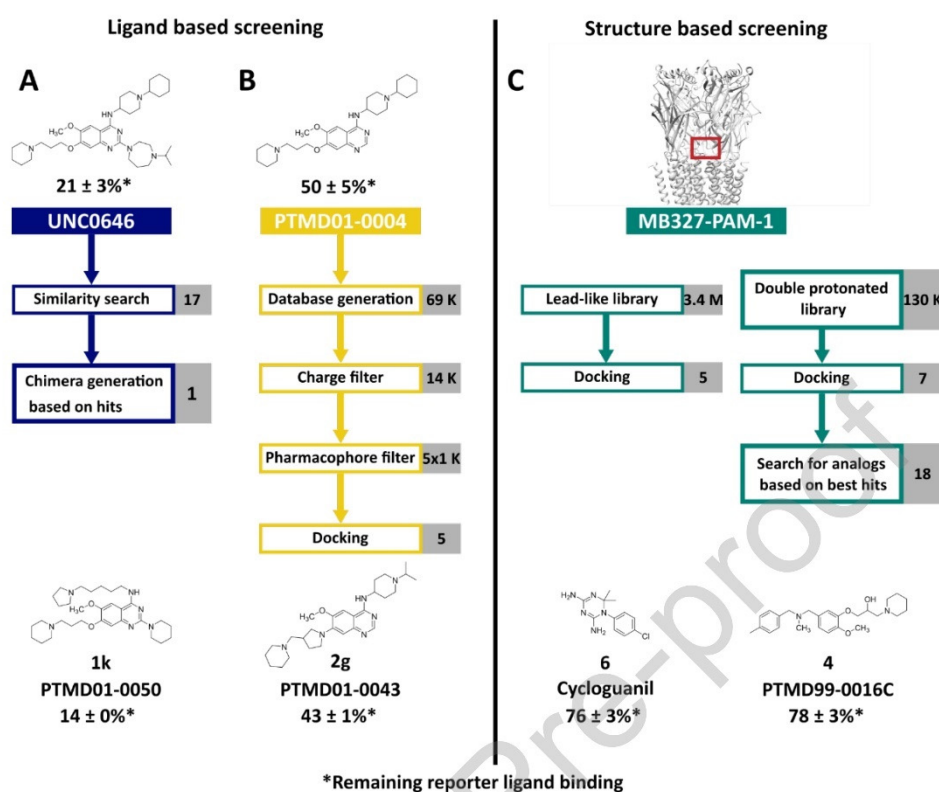 Ligand based screening
Structure based screening
A
B
C
21 ± 3%*
50 ± 5%*
UNC0646
PTMD01-0004
MB327-PAM-1
Similarity search 17
Chimera generation
based on hits
1
Database generation 69 K
Charge filter 14 K
Pharmacophore filter 5x1 K
Docking 5
Lead-like library 3.4 M
Docking 5
Double protonated
library
130 K
Docking 7
Search for analogs
based on best hits
18
1k
PTMD01-0050
14 ± 0%*
2g
PTMD01-0043
43 ± 1%*
6
Cycloguanil
76 ± 3%*
4
PTMD99-0016C
78 ± 3%*
*Remaining reporter ligand binding
Pre-proof